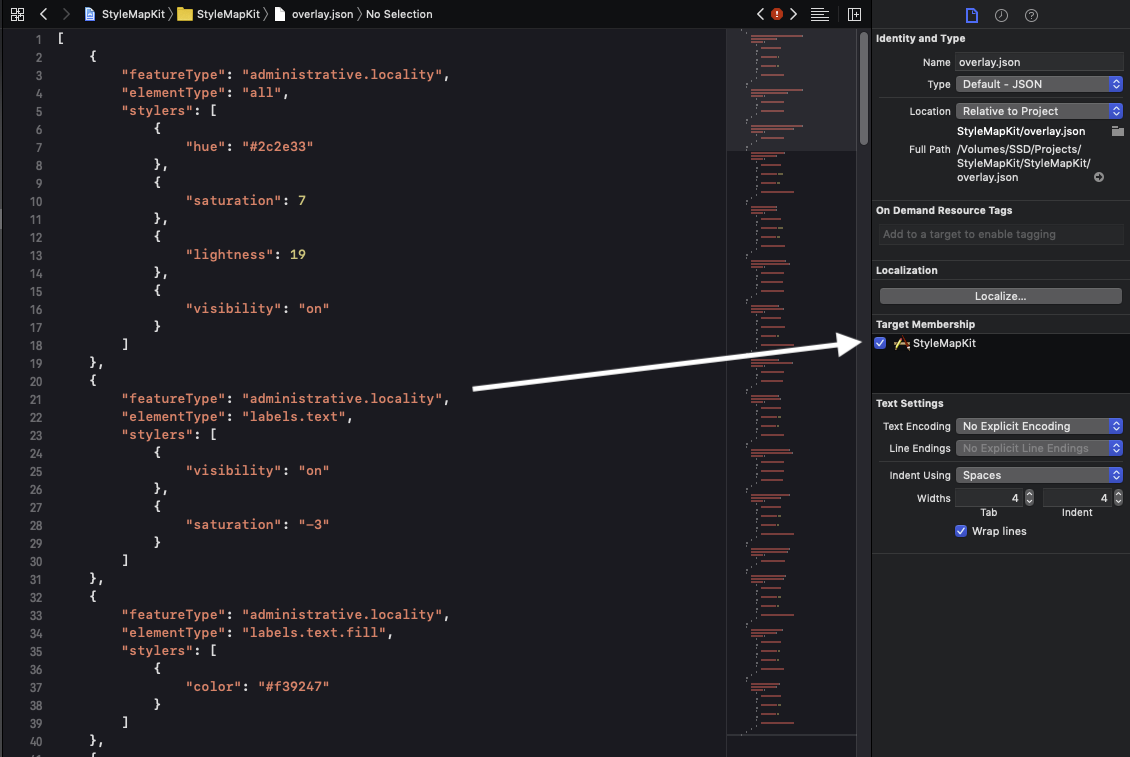 StyleMapKit StyleMapKit overlay.json No Selection
1 [
2 {
3 "featureType": "administrative.locality",
4 "elementType": "all",
5 "stylers": [
6 {
7 "hue": "#2c2e33"
8 },
9 {
10 "saturation": 7
11 },
12 {
13 "lightness": 19
14 },
15 {
16 "visibility": "on"
17 }
18 ]
19 },
20 {
21 "featureType": "administrative.locality",
22 "elementType": "labels.text",
23 "stylers": [
24 {
25 "visibility": "on"
26 },
27 {
28 "saturation": "-3"
29 }
30 ]
31 },
32 {
33 "featureType": "administrative.locality",
34 "elementType": "labels.text.fill",
35 "stylers": [
36 {
37 "color": "#f39247"
38 }
39 ]
40 },
Identity and Type
Name overlay.json
Type Default - JSON
Location Relative to Project
StyleMapKit/overlay.json
Full Path /Volumes/SSD/Projects/
StyleMapKit/StyleMapKit/
overlay.json
On Demand Resource Tags
Add to a target to enable tagging
Localization
Localize...
Target Membership
StyleMapKit
Text Settings
Text Encoding No Explicit Encoding
Line Endings No Explicit Line Endings
Indent Using Spaces
Widths 4 4
Tab Indent
Wrap lines